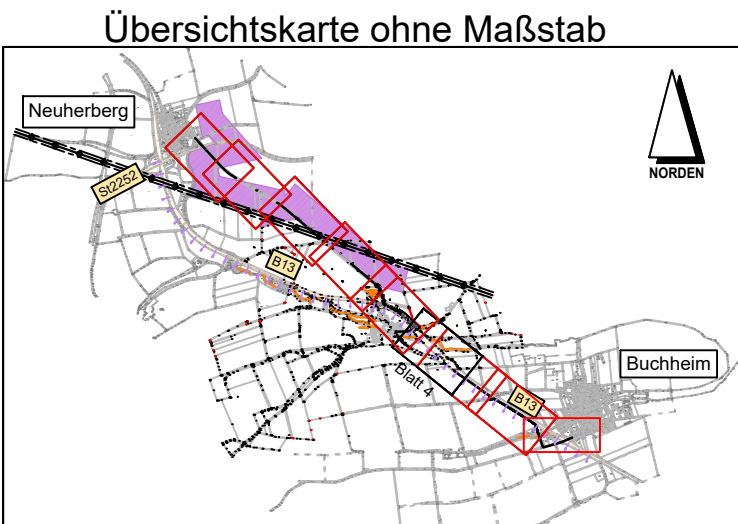 Übersichtskarte ohne Maßstab
Neuherberg
NORDEN
St2252
B13
Buchheim
Blatt 4
B13